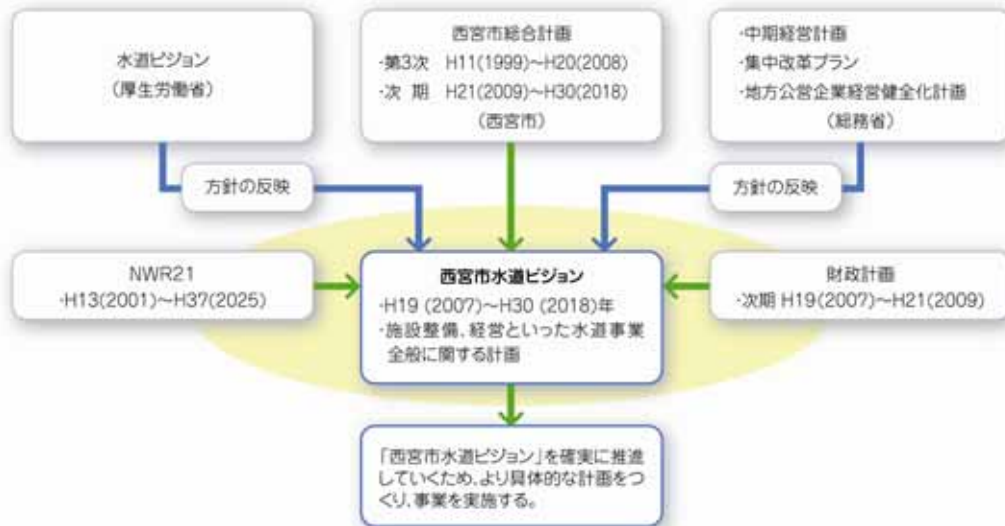 水道ビジョン
（厚生労働省）
西宮市総合計画
・第3次 H11(1999)～H20(2008)
・次 期 H21(2009)～H30(2018)
（西宮市）
・中期経営計画
・集中改革プラン
・地方公営企業経営健全化計画
（総務省）
方針の反映
方針の反映
NWR21
・H13(2001)～H37(2025)
西宮市水道ビジョン
・H19 (2007)～H30 (2018)年
・施設整備、経営といった水道事業
全般に関する計画
財政計画
・次期 H19(2007)～H21(2009)
「西宮市水道ビジョン」を確実に推進
していくため、より具体的な計画をつ
くり、事業を実施する。